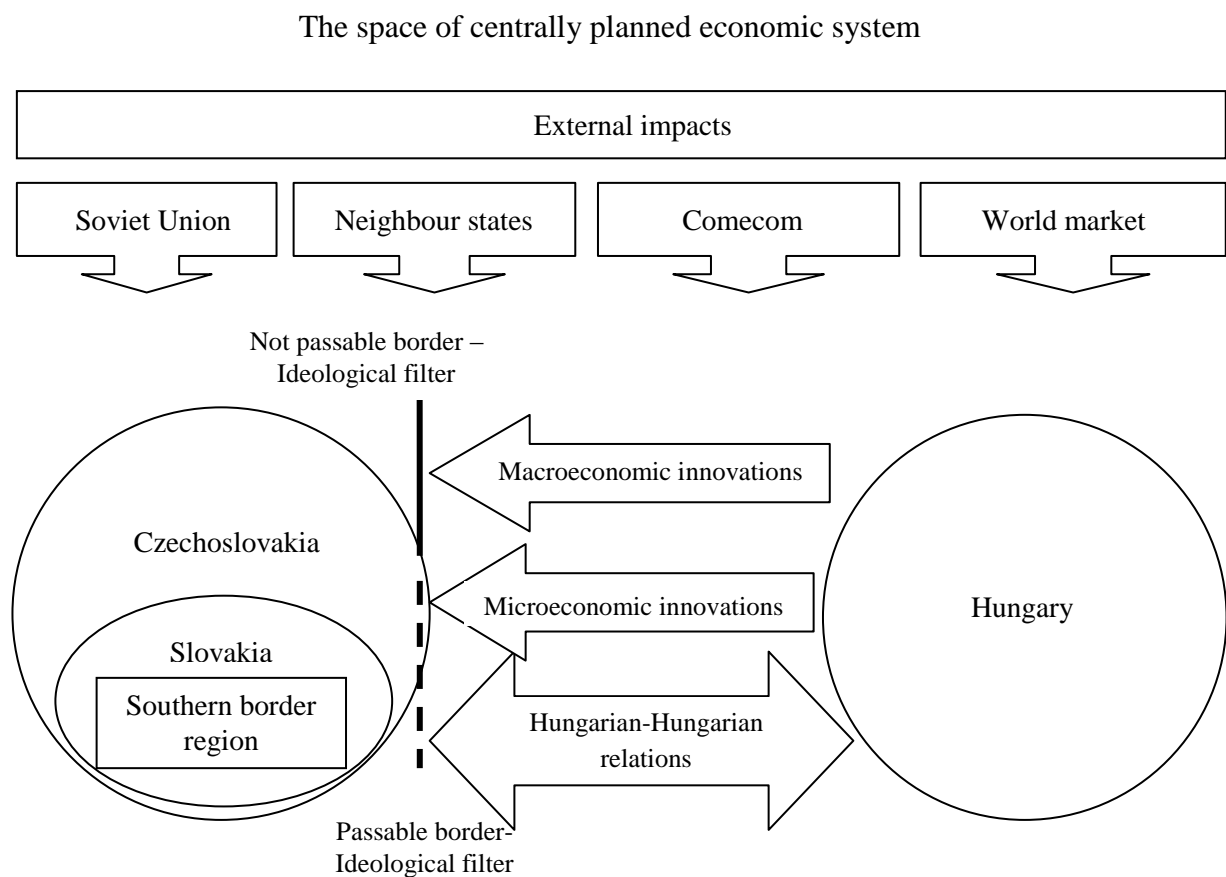 The space of centrally planned economic system
External impacts
Soviet Union
Neighbour states
Comecom
World market
Not passable border –
Ideological filter
Macroeconomic innovations
Czechoslovakia
Microeconomic innovations
Hungary
Slovakia
Southern border
region
Hungarian-Hungarian
relations
Passable border-
Ideological filter